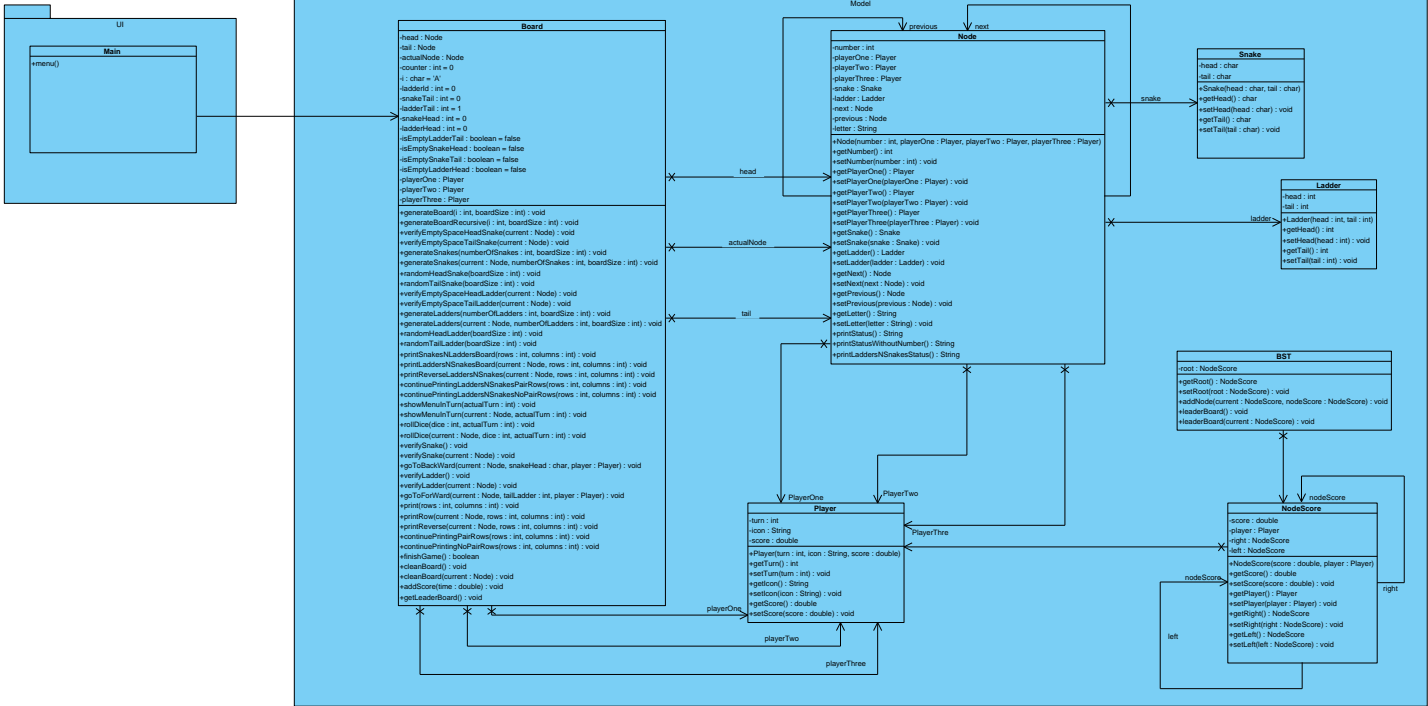 UI
Main
+menu()
Model
Board
-head : Node
-tail : Node
-actualNode : Node
-counter : int = 0
-i : char = 'A'
-ladderId : int = 0
-snakeTail : int = 0
-ladderTail : int = 1
-snakeHead : int = 0
-ladderHead : int = 0
-isEmptyLadderTail : boolean = false
-isEmptySnakeHead : boolean = false
-isEmptySnakeTail : boolean = false
-isEmptyLadderHead : boolean = false
-playerOne : Player
-playerTwo : Player
-playerThree : Player
+generateBoard(i : int, boardSize : int) : void
+generateBoardRecursive(i : int, boardSize : int) : void
+verifyEmptySpaceHeadSnake(current : Node) : void
+verifyEmptySpaceTailSnake(current : Node) : void
+generateSnakes(numberOfSnakes : int, boardSize : int) : void
+generateSnakes(current : Node, numberOfSnakes : int, boardSize : int) : void
+randomHeadSnake(boardSize : int) : void
+randomTailSnake(boardSize : int) : void
+verifyEmptySpaceHeadLadder(current : Node) : void
+verifyEmptySpaceTailLadder(current : Node) : void
+generateLadders(numberOfLadders : int, boardSize : int) : void
+generateLadders(current : Node, numberOfLadders : int, boardSize : int) : void
+randomHeadLadder(boardSize : int) : void
+randomTailLadder(boardSize : int) : void
+printSnakesNLaddersBoard(rows : int, columns : int) : void
+printLaddersNSnakesBoard(current : Node, rows : int, columns : int) : void
+printReverseLaddersNSnakes(current : Node, rows : int, columns : int) : void
+continuePrintingLaddersNSnakesPairRows(rows : int, columns : int) : void
+continuePrintingLaddersNSnakesNoPairRows(rows : int, columns : int) : void
+showMenuInTurn(actualTurn : int) : void
+showMenuInTurn(current : Node, actualTurn : int) : void
+rollDice(dice : int, actualTurn : int) : void
+rollDice(current : Node, dice : int, actualTurn : int) : void
+verifySnake() : void
+verifySnake(current : Node) : void
+goToBackWard(current : Node, snakeHead : char, player : Player) : void
+verifyLadder() : void
+verifyLadder(current : Node) : void
+goToForWard(current : Node, tailLadder : int, player : Player) : void
+print(rows : int, columns : int) : void
+printRow(current : Node, rows : int, columns : int) : void
+printReverse(current : Node, rows : int, columns : int) : void
+continuePrintingPairRows(rows : int, columns : int) : void
+continuePrintingNoPairRows(rows : int, columns : int) : void
+finishGame() : boolean
+cleanBoard() : void
+cleanBoard(current : Node) : void
+addScore(time : double) : void
+getLeaderBoard() : void
head
actualNode
tail
previous
next
Node
-number : int
-playerOne : Player
-playerTwo : Player
-playerThree : Player
-snake : Snake
-ladder : Ladder
-next : Node
-previous : Node
-letter : String
+Node(number : int, playerOne : Player, playerTwo : Player, playerThree : Player)
+getNumber() : int
+setNumber(number : int) : void
+getPlayerOne() : Player
+setPlayerOne(playerOne : Player) : void
+getPlayerTwo() : Player
+setPlayerTwo(playerTwo : Player) : void
+getPlayerThree() : Player
+setPlayerThree(playerThree : Player) : void
+getSnake() : Snake
+setSnake(snake : Snake) : void
+getLadder() : Ladder
+setLadder(ladder : Ladder) : void
+getNext() : Node
+setNext(next : Node) : void
+getPrevious() : Node
+setPrevious(previous : Node) : void
+getLetter() : String
+setLetter(letter : String) : void
+printStatus() : String
+printStatusWithoutNumber() : String
+printLaddersNSnakesStatus() : String
snake
Snake
-head : char
-tail : char
+Snake(head : char, tail : char)
+getHead() : char
+setHead(head : char) : void
+getTail() : char
+setTail(tail : char) : void
ladder
Ladder
-head : int
-tail : int
+Ladder(head : int, tail : int)
+getHead() : int
+setHead(head : int) : void
+getTail() : int
+setTail(tail : int) : void
BST
-root : NodeScore
+getRoot() : NodeScore
+setRoot(root : NodeScore) : void
+addNode(current : NodeScore, nodeScore : NodeScore) : void
+leaderBoard() : void
+leaderBoard(current : NodeScore) : void
PlayerOne
PlayerTwo
PlayerThre
Player
-turn : int
-icon : String
-score : double
+Player(turn : int, icon : String, score : double)
+getTurn() : int
+setTurn(turn : int) : void
+getIcon() : String
+setIcon(icon : String) : void
+getScore() : double
+setScore(score : double) : void
playerOne
playerTwo
playerThree
nodeScore
NodeScore
-score : double
-player : Player
-right : NodeScore
-left : NodeScore
+NodeScore(score : double, player : Player)
+getScore() : double
+setScore(score : double) : void
+getPlayer() : Player
+setPlayer(player : Player) : void
+getRight() : NodeScore
+setRight(right : NodeScore) : void
+getLeft() : NodeScore
+setLeft(left : NodeScore) : void
nodeScore
right
left